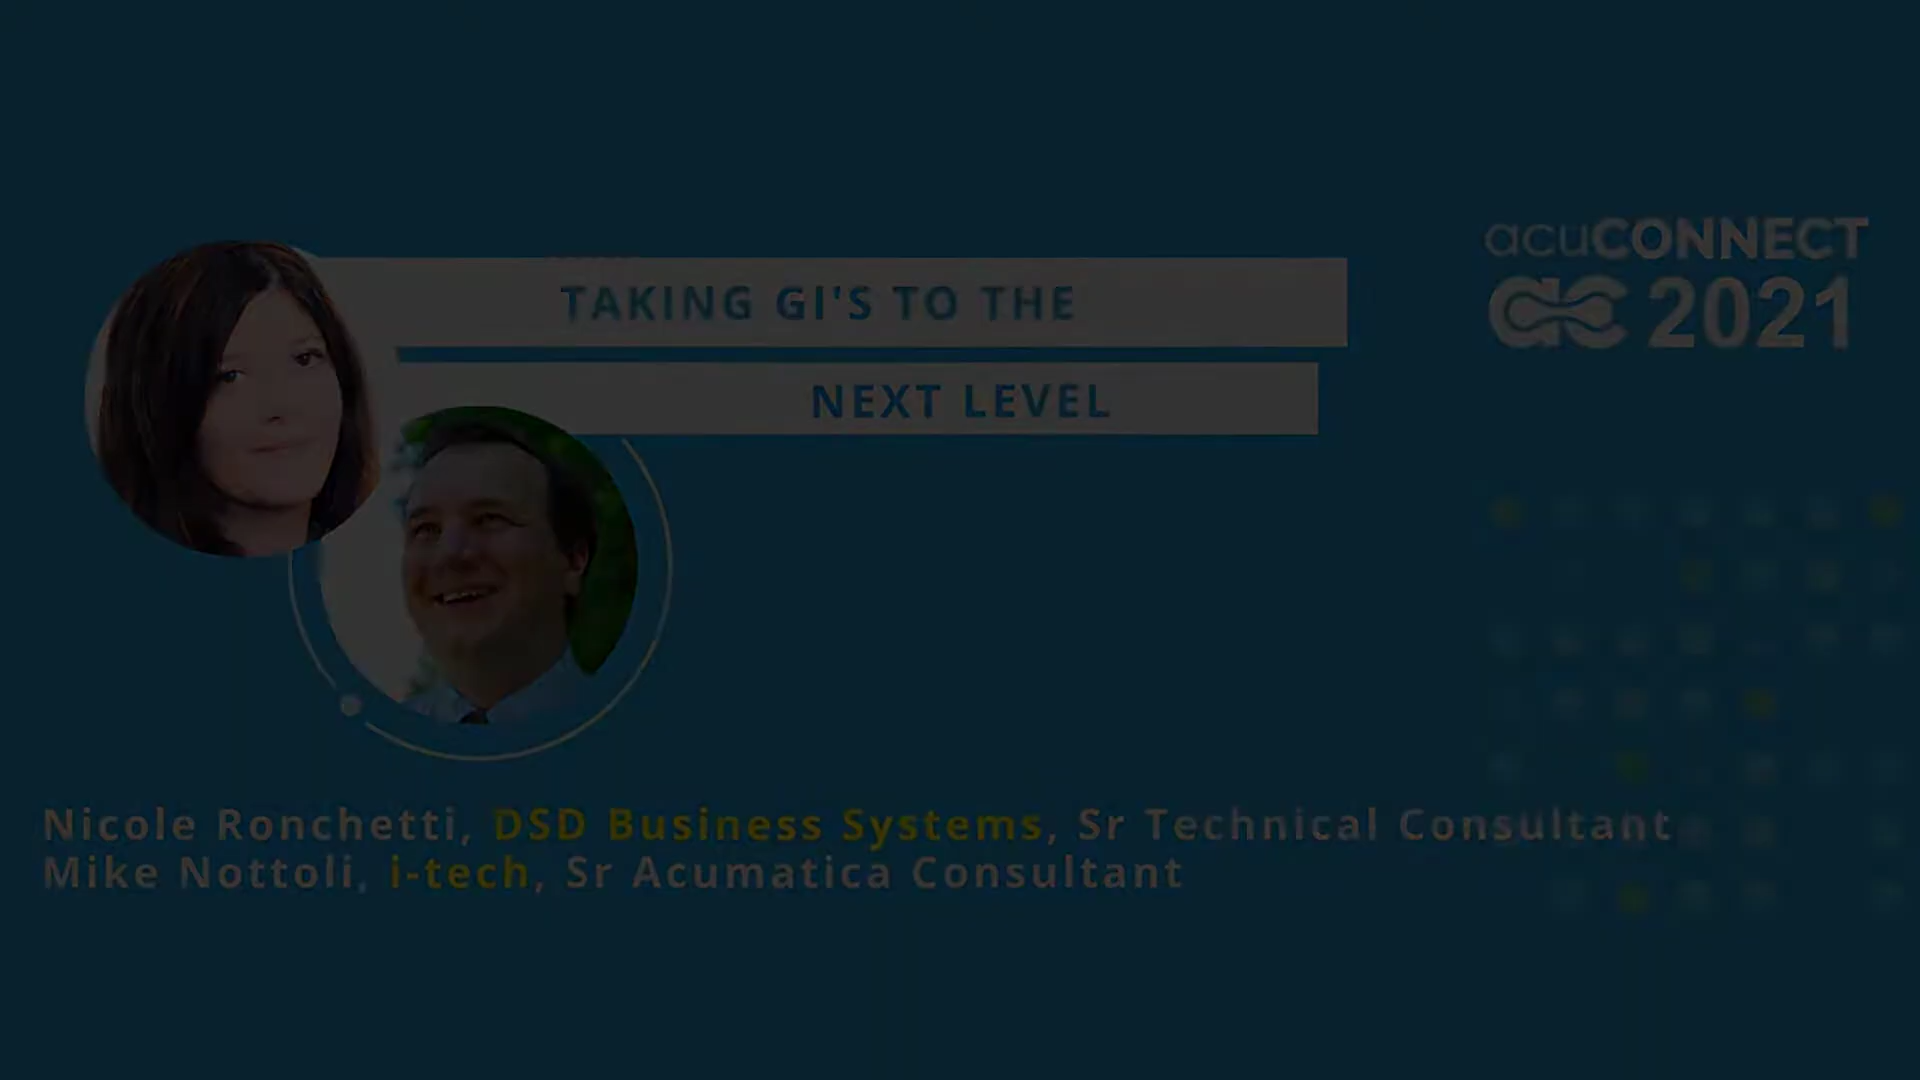 TAKING GI'S TO THE
NEXT LEVEL
acuCONNECT
ac 2021
Nicole Ronchetti, DSD Business Systems, Sr Technical Consultant
Mike Nottoli, i-tech, Sr Acumatica Consultant